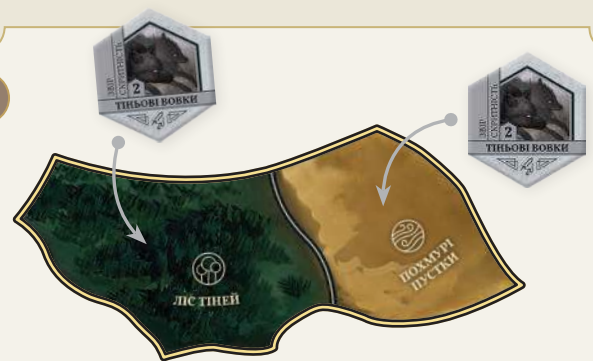 ЗВІР
СКРИТНІСТЬ
2
ТІНЬОВІ ВОВКИ
ЗВІР
СКРИТНІСТЬ
2
ТІНЬОВІ ВОВКИ
ЛІС ТІНЕЙ
ПОХМУРІ
ПУСТКИ